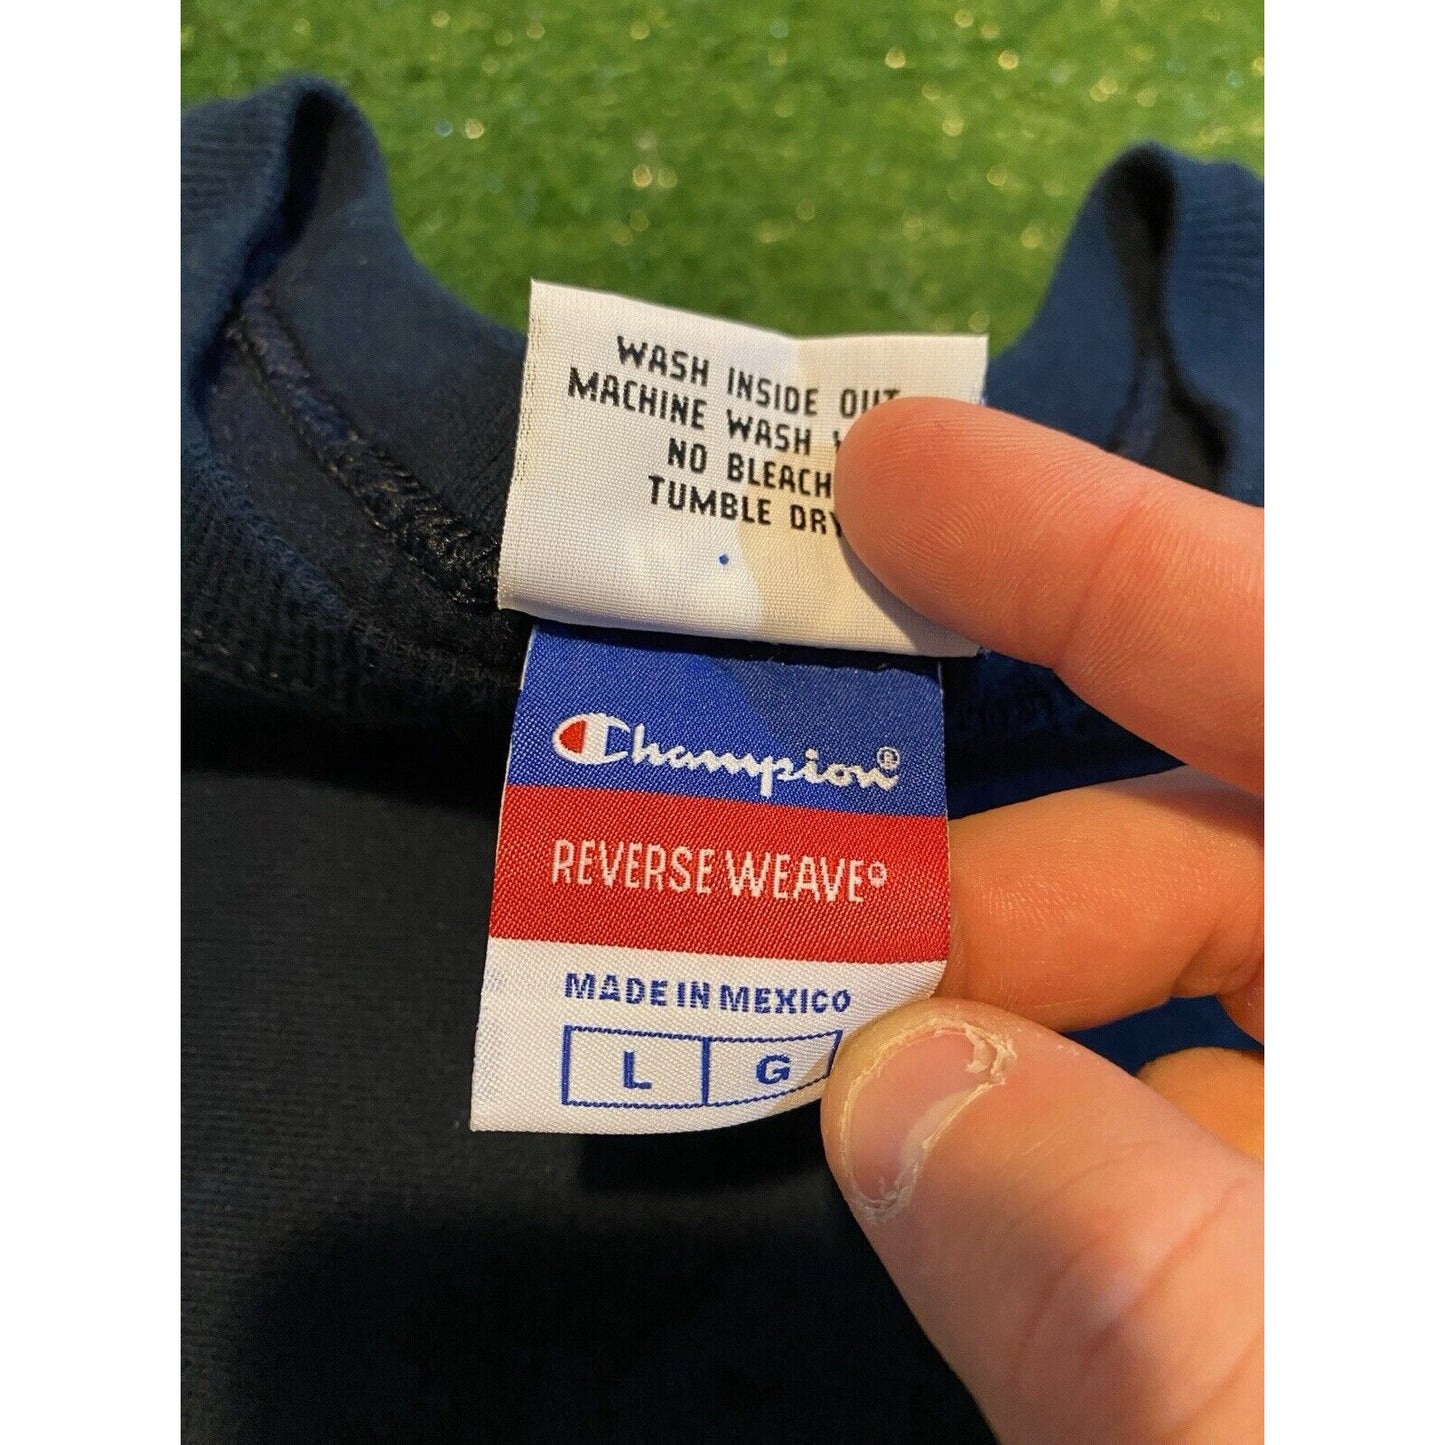 WASH INSIDE OUT
MACHINE WASH
NO BLEACH
TUMBLE DRY
Champion®
REVERSE WEAVE®
MADE IN MEXICO
L G